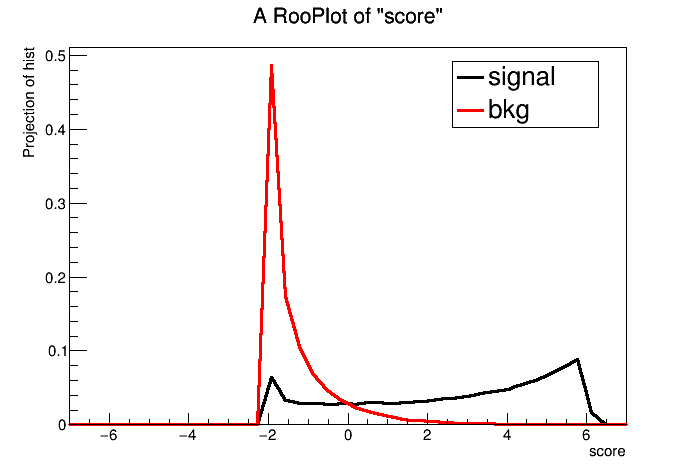 A RooPlot of "score"
Projection of hist
0.5
0.4
0.3
0.2
0.1
0
signal
bkg
−6 −4 −2 0 2 4 6
score